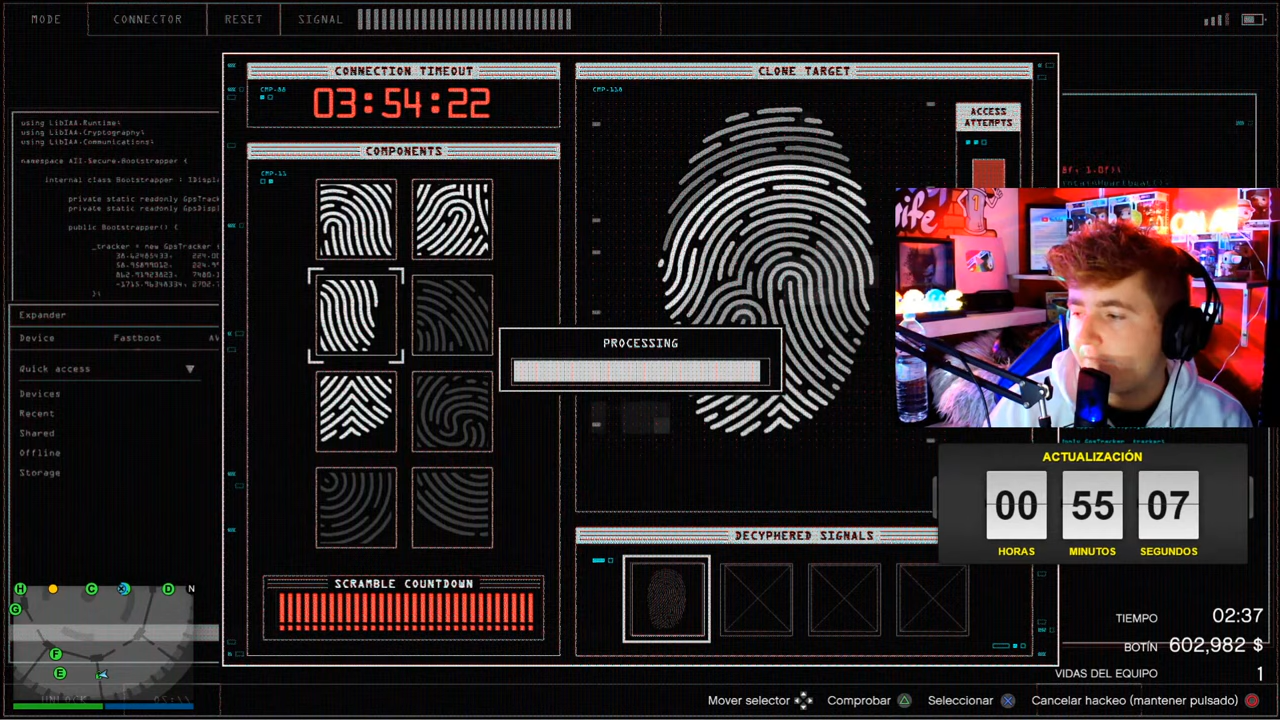 MODE
CONNECTOR
RESET
SIGNAL
CONNECTION TIMEOUT
03:54:22
COMPONENTS
CLONE TARGET
ACCESS
ATTEMPTS
using LibIAA.Runtime;
using LibIAA.Cryptography;
using LibIAA.Communications;
namespace AII.Secure.Bootstrapper {
internal class Bootstrapper : IDispl
private static readonly GpsTrack
private static readonly GpsDispl
public Bootstrapper() {
_tracker = new GpsTracker (
Expander
Device
Fastboot
Quick access
Devices
Recent
Shared
Offline
Storage
PROCESSING
SCRAMBLE COUNTDOWN
DECYPHERED SIGNALS
ACTUALIZACIÓN
00 55 07
HORAS MINUTOS SEGUNDOS
H
C
D
N
G
F
E
TIEMPO 02:37
BOTÍN 602,982 $
VIDAS DEL EQUIPO 1
Mover selector
Comprobar
Seleccionar
Cancelar hackeo (mantener pulsado)